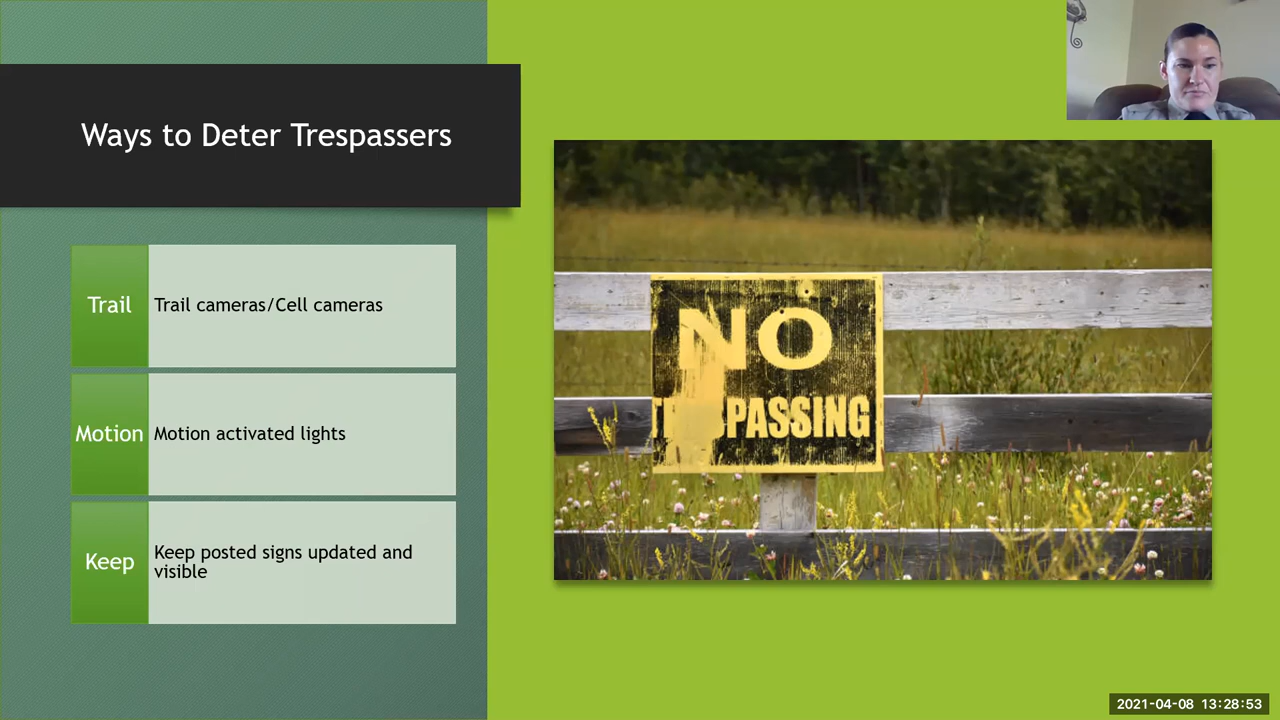 Ways to Deter Trespassers
Trail
Trail cameras/Cell cameras
Motion
Motion activated lights
Keep
Keep posted signs updated and
visible
NO
PASSING
2021-04-08 13:28:53